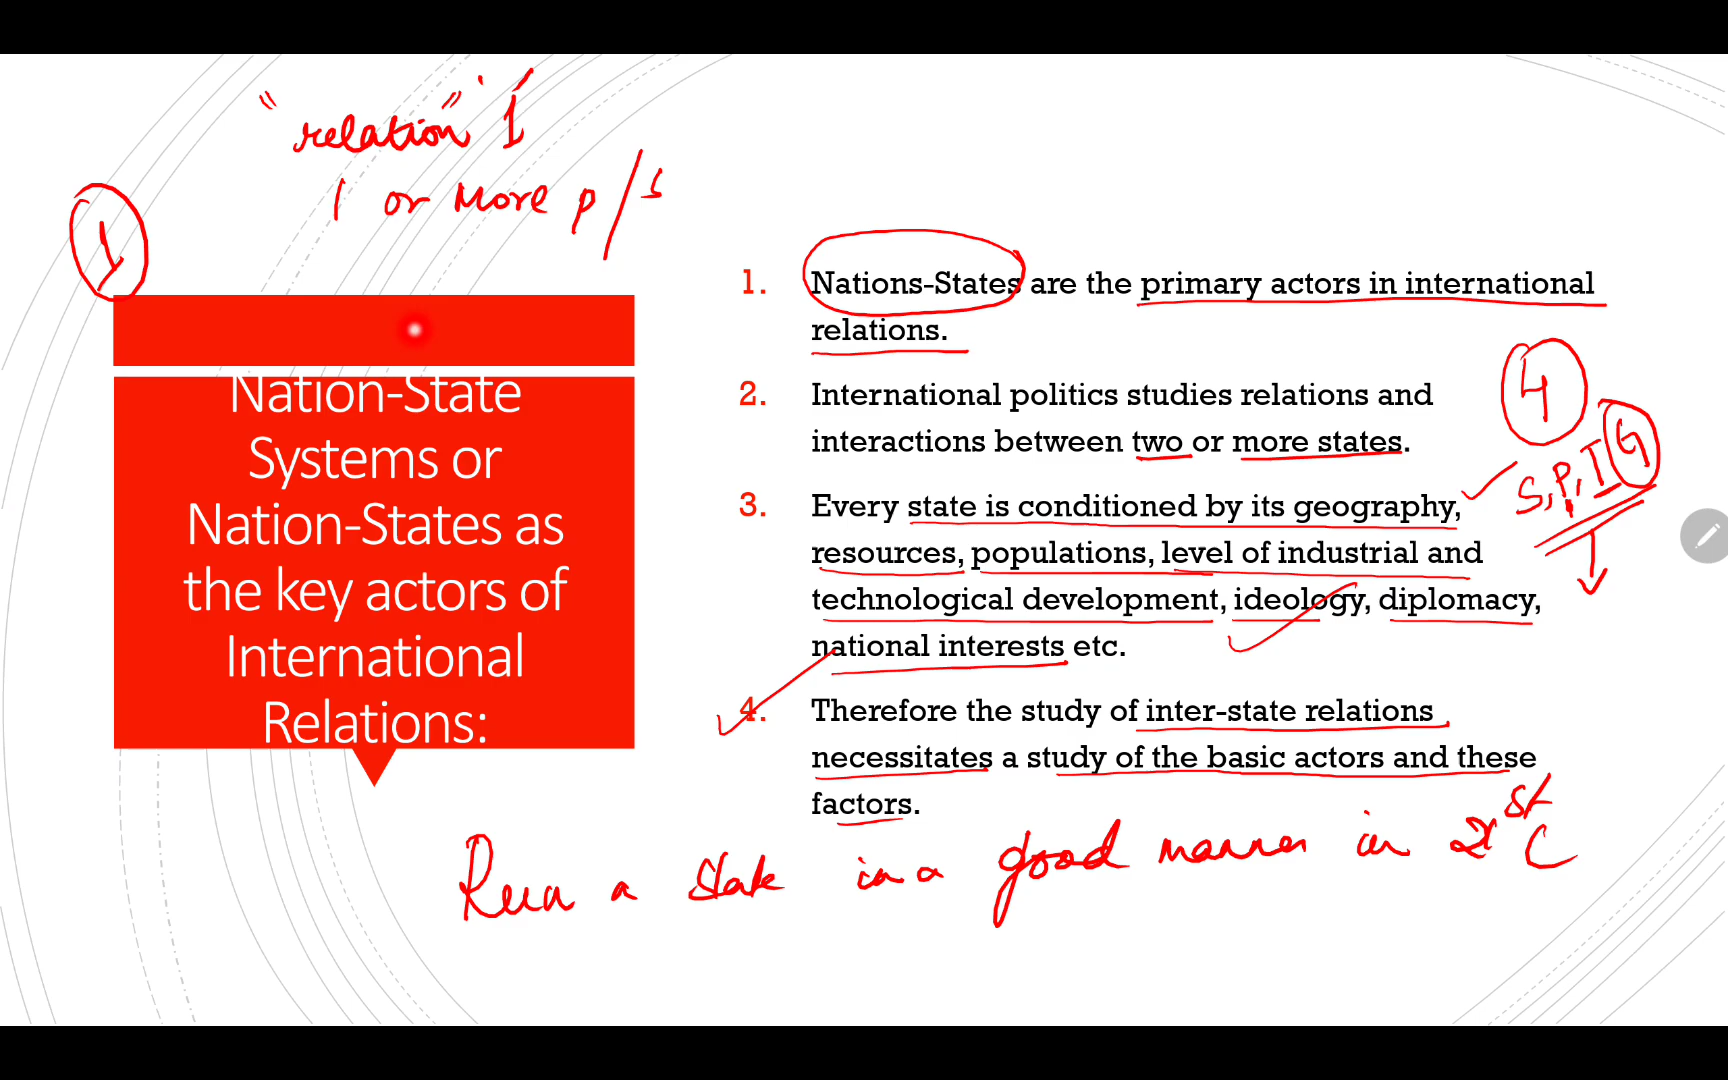 "relation" I
1 or More p/s
1
Nation-State
Systems or
Nation-States as
the key actors of
International
Relations:
1. Nations-States are the primary actors in international
relations.
2. International politics studies relations and
interactions between two or more states.
3. Every state is conditioned by its geography,
resources, populations, level of industrial and
technological development, ideology, diplomacy,
national interests etc.
4. Therefore the study of inter-state relations
necessitates a study of the basic actors and these
factors.
4
S, P, T G
Run a state in a good manner in 21st C